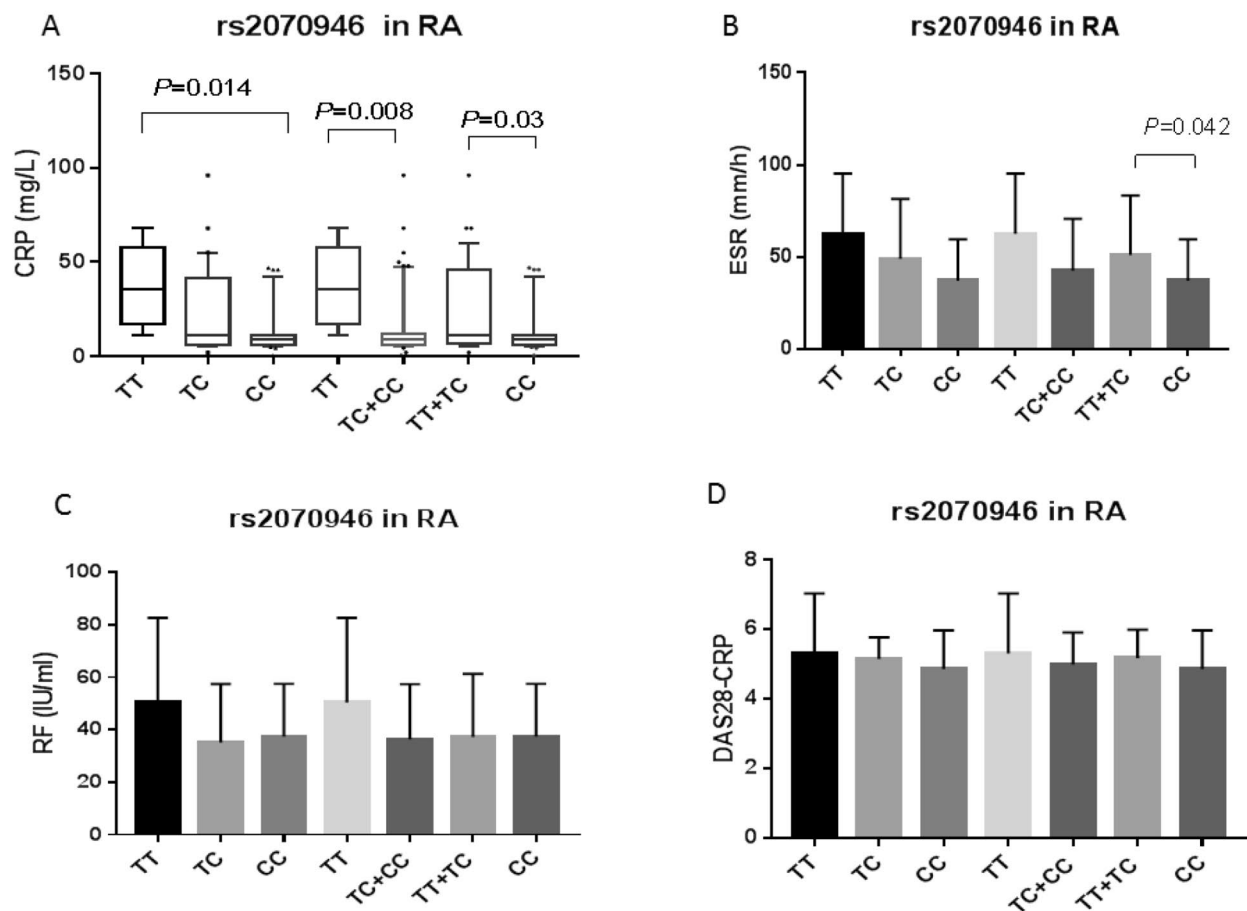 A
rs2070946 in RA
CRP (mg/L)
150
100
50
0
P=0.014
P=0.008
P=0.03
TT
TC
CC
TT
TC+CC
TT+TC
CC
B
rs2070946 in RA
ESR (mm/h)
150
100
50
0
P=0.042
TT
TC
CC
TT
TC+CC
TT+TC
CC
C
rs2070946 in RA
RF (IU/ml)
100
80
60
40
20
0
TT
TC
CC
TT
TC+CC
TT+TC
CC
D
rs2070946 in RA
DAS28-CRP
8
6
4
2
0
TT
TC
CC
TT
TC+CC
TT+TC
CC